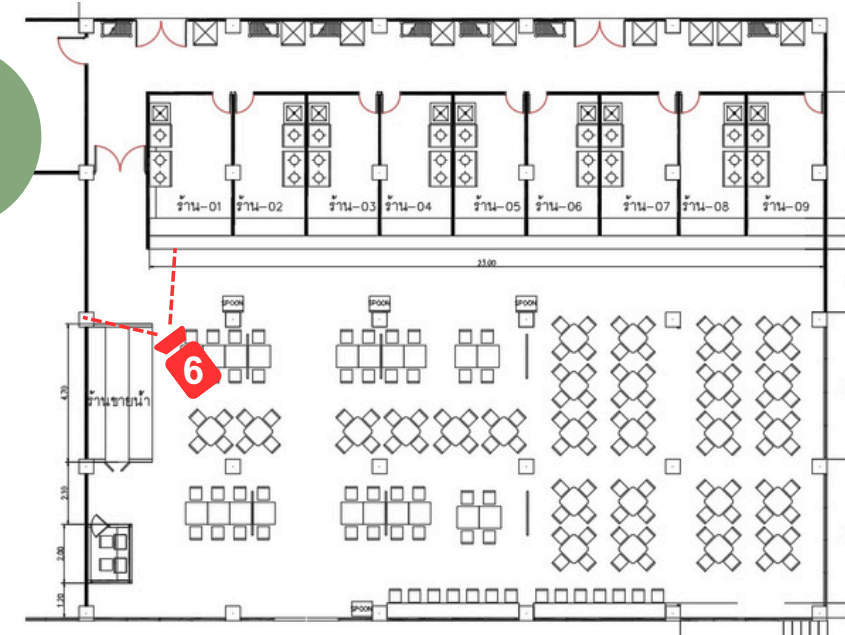 ร้าน-01
ร้าน-02
ร้าน-03
ร้าน-04
ร้าน-05
ร้าน-06
ร้าน-07
ร้าน-08
ร้าน-09
23.00
SPOON
SPOON
SPOON
6
4.70
ร้านขายน้ำ
2.00
1.20
SPOON